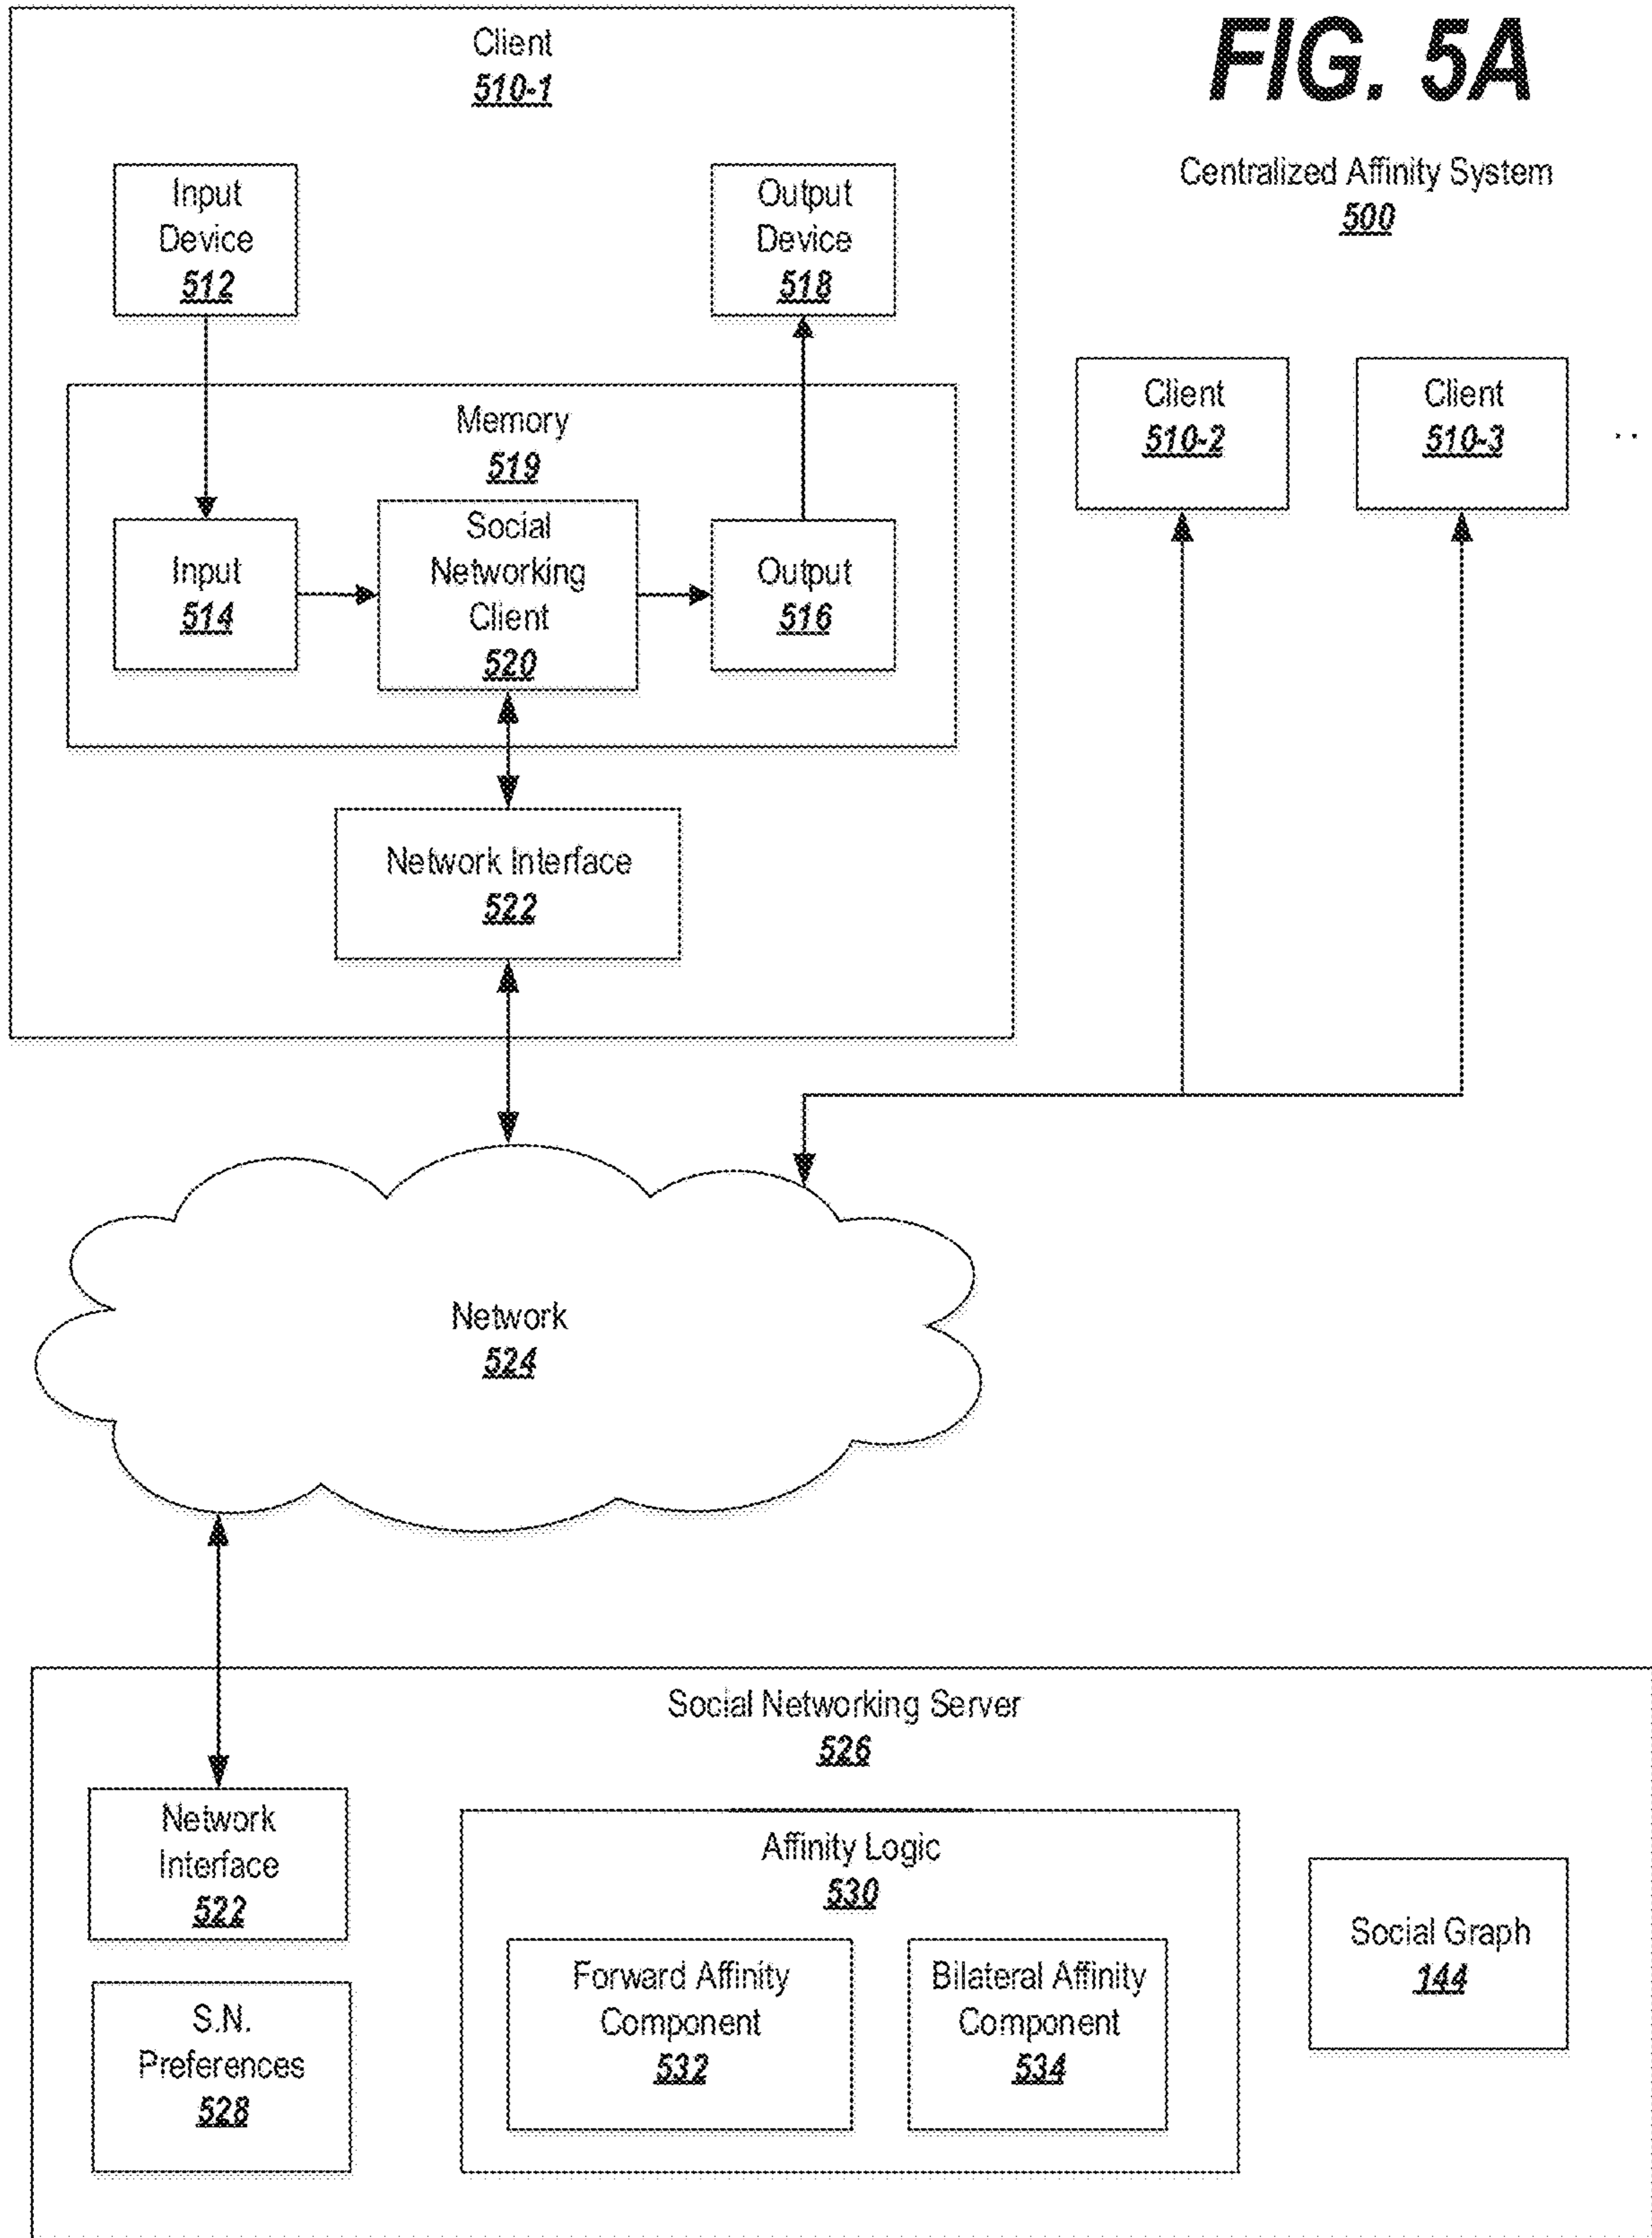 FIG. 5A
Centralized Affinity System
500
Client
510-1
Input
Device
512
Output
Device
518
Memory
519
Input
514
Social
Networking
Client
520
Output
516
Network Interface
522
Client
510-2
Client
510-3
. .
Network
524
Social Networking Server
526
Network
Interface
522
S.N.
Preferences
528
Affinity Logic
530
Forward Affinity
Component
532
Bilateral Affinity
Component
534
Social Graph
144